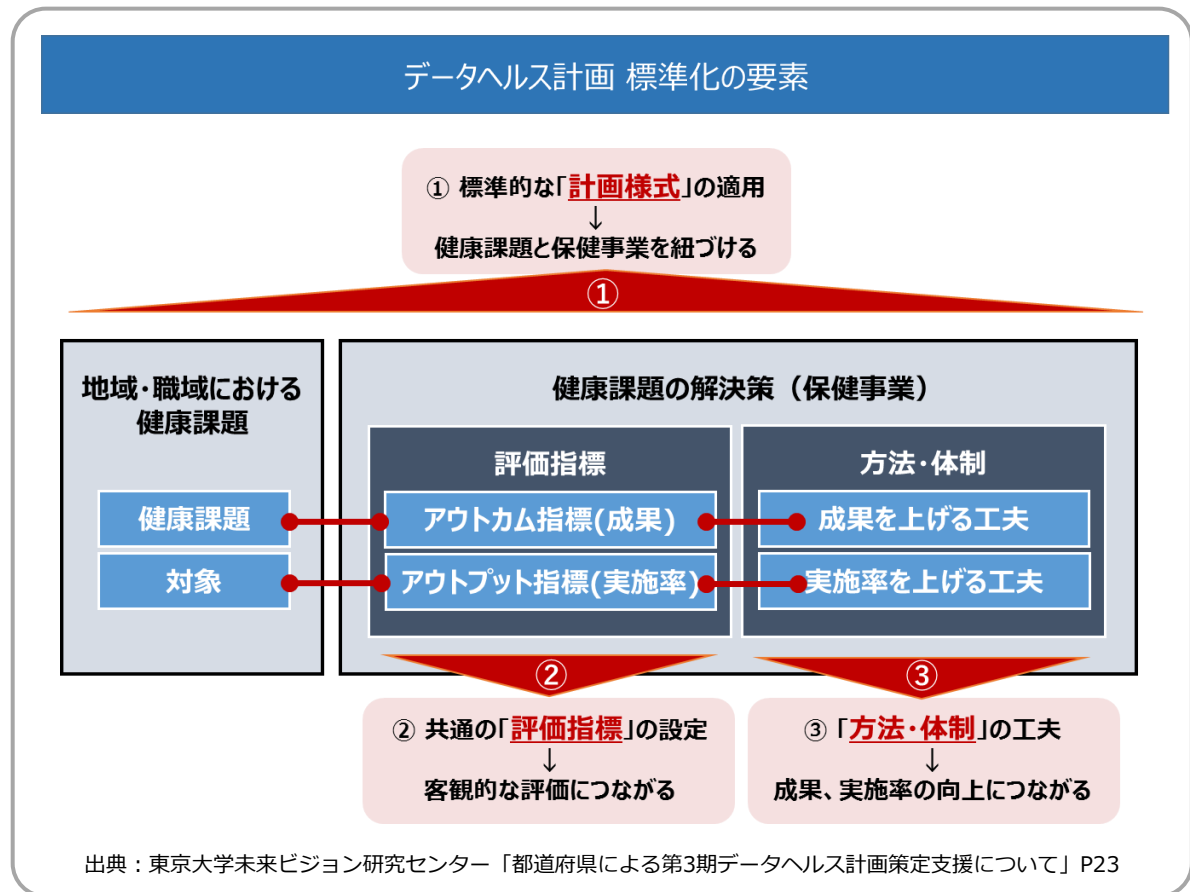 データヘルス計画 標準化の要素
① 標準的な「計画様式」の適用
↓
健康課題と保健事業を紐づける
①
地域・職域における
健康課題
健康課題
対象
健康課題の解決策（保健事業）
評価指標
アウトカム指標(成果)
アウトプット指標(実施率)
方法・体制
成果を上げる工夫
実施率を上げる工夫
②
② 共通の「評価指標」の設定
↓
客観的な評価につながる
③
③ 「方法・体制」の工夫
↓
成果、実施率の向上につながる
出典：東京大学未来ビジョン研究センター「都道府県による第3期データヘルス計画策定支援について」P23